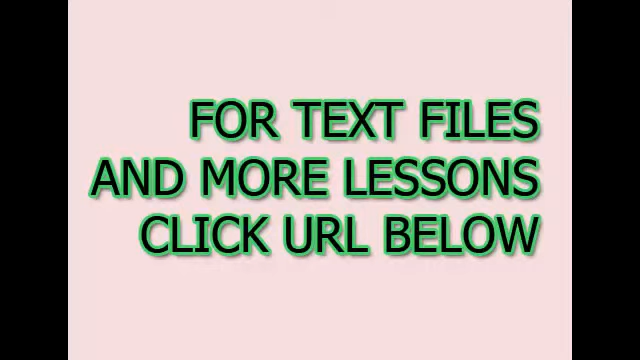 FOR TEXT FILES
AND MORE LESSONS
CLICK URL BELOW